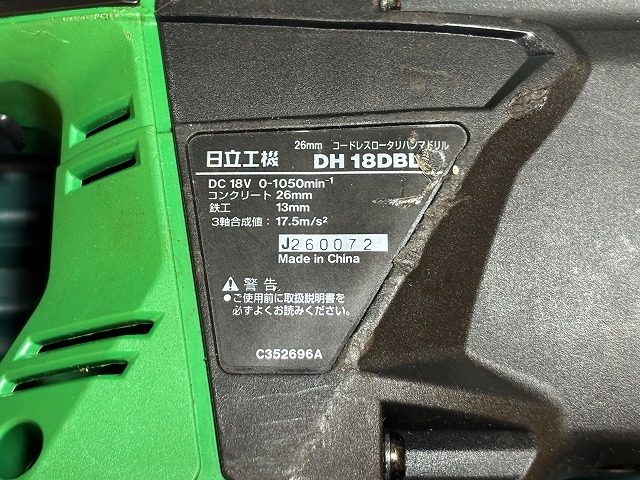 26mm コードレスロータリハンマドリル
日立工機 DH 18DBL
DC 18V 0-1050min⁻¹
コンクリート 26mm
鉄工 13mm
3軸合成値: 17.5m/s²
J260072
Made in China
警告
●ご使用前に取扱説明書を
必ずよくお読みください。
C352696A